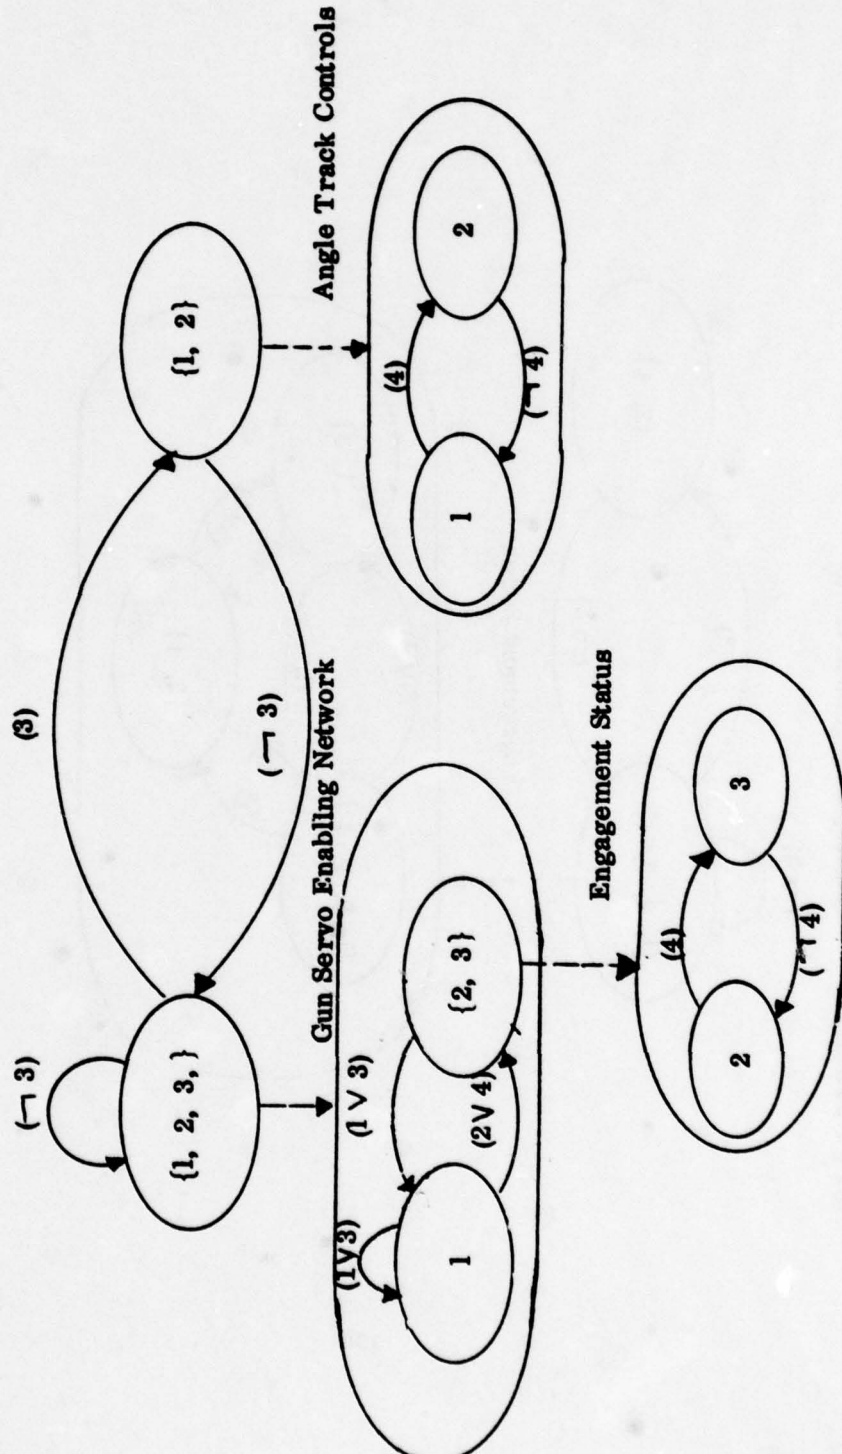 (3)
(¬ 3)
{1, 2, 3,}
{1, 2}
(¬ 3)
Gun Servo Enabling Network
Angle Track Controls
(1 ∨ 3)
(1 ∨ 3)
1
{2, 3}
(2 ∨ 4)
(4)
1
2
(¬ 4)
Engagement Status
(4)
2
3
(¬ 4)